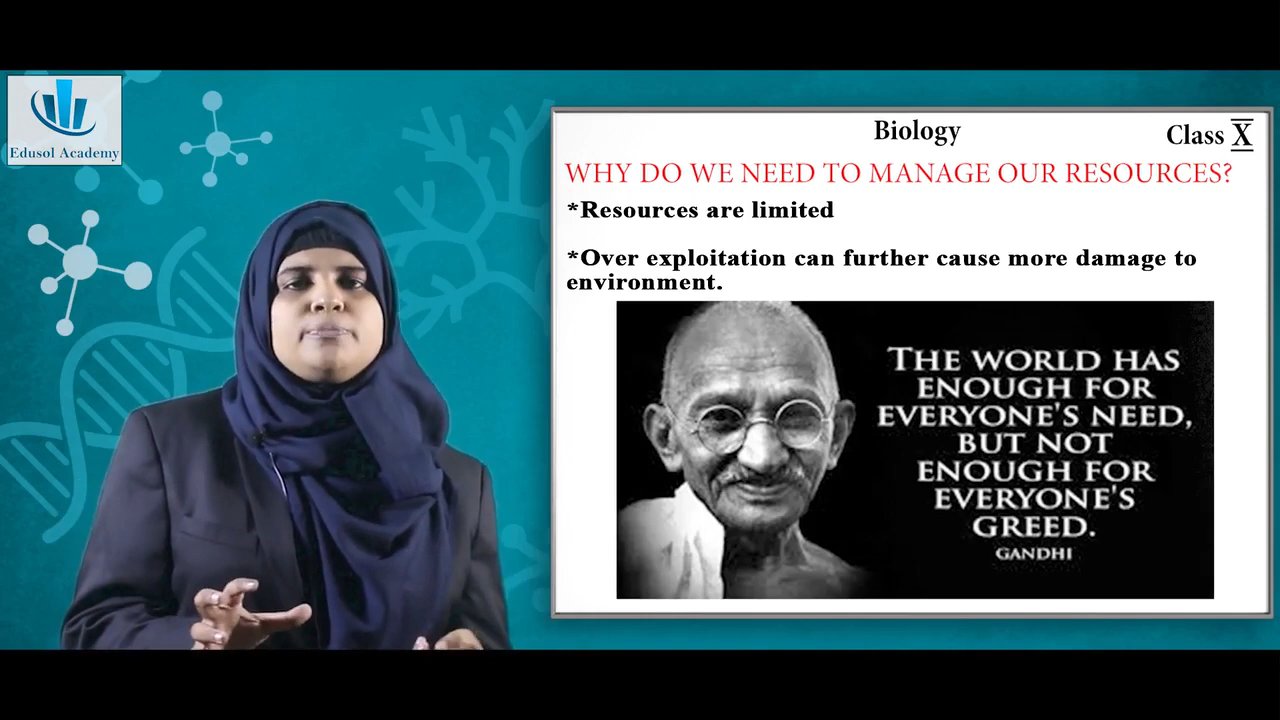 Edusol Academy
Biology
Class X
WHY DO WE NEED TO MANAGE OUR RESOURCES?
*Resources are limited
*Over exploitation can further cause more damage to
environment.
THE WORLD HAS
ENOUGH FOR
EVERYONE'S NEED,
BUT NOT
ENOUGH FOR
EVERYONE'S
GREED.
GANDHI